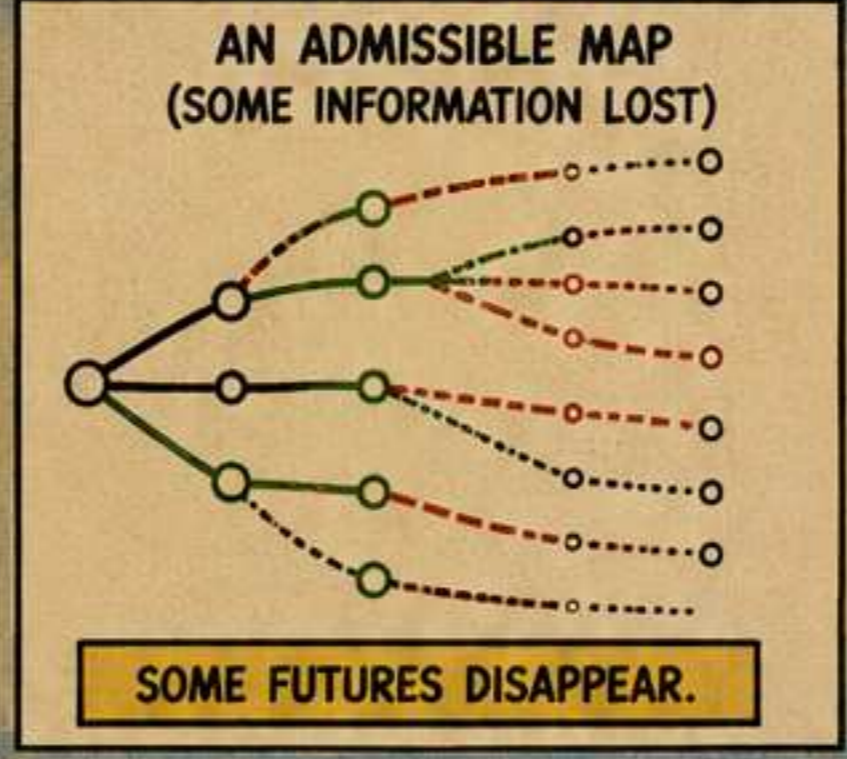 AN ADMISSIBLE MAP
(SOME INFORMATION LOST)
SOME FUTURES DISAPPEAR.